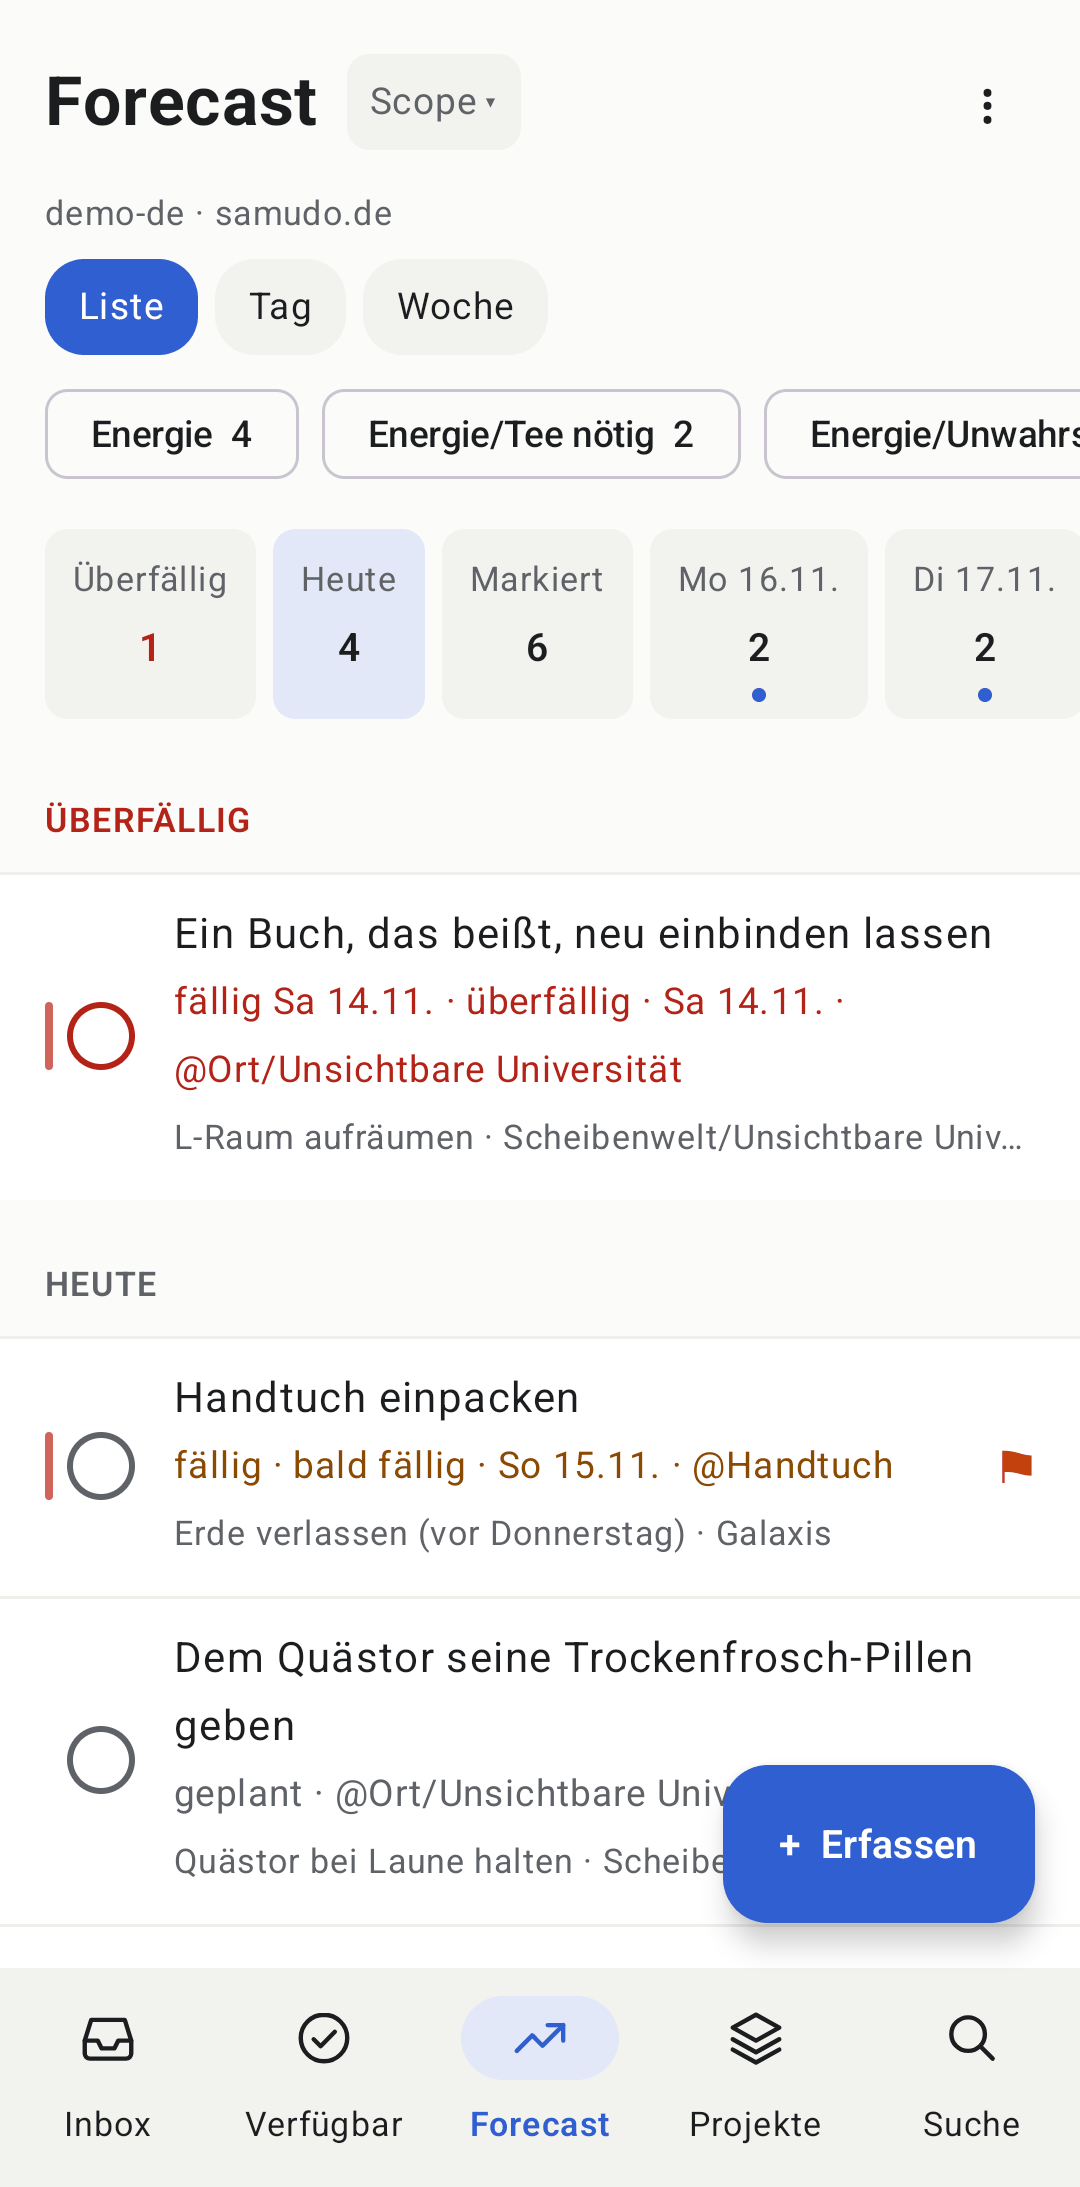 Forecast Scope ▾
demo-de · samudo.de
Liste Tag Woche
Energie 4 Energie/Tee nötig 2
Überfällig Heute Markiert Mo 16.11. Di 17.11.
1 4 6 2 2
ÜBERFÄLLIG
Ein Buch, das beißt, neu einbinden lassen
fällig Sa 14.11. · überfällig · Sa 14.11. ·
@Ort/Unsichtbare Universität
L-Raum aufräumen · Scheibenwelt/Unsichtbare Univ…
HEUTE
Handtuch einpacken
fällig · bald fällig · So 15.11. · @Handtuch
Erde verlassen (vor Donnerstag) · Galaxis
Dem Quästor seine Trockenfrosch-Pillen
geben
geplant · @Ort/Unsichtbare
Quästor bei Laune halten ·
+ Erfassen
Inbox Verfügbar Forecast Projekte Suche